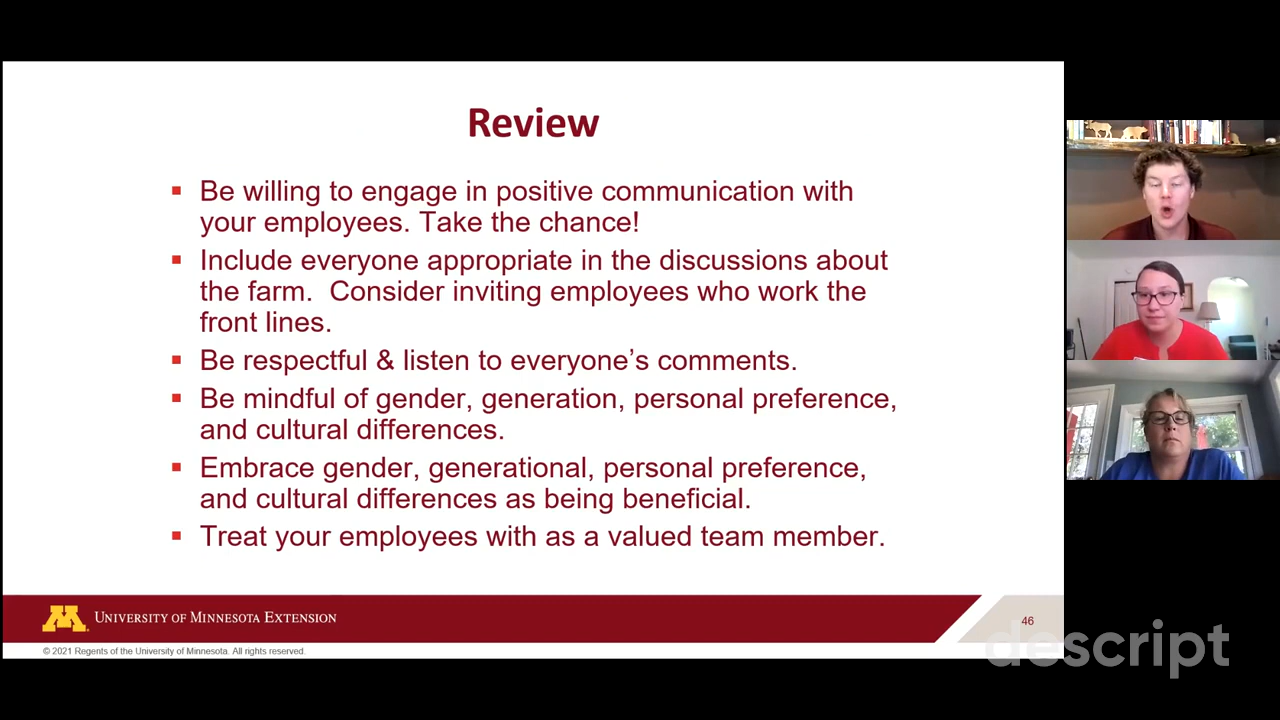 Review
▪ Be willing to engage in positive communication with
your employees. Take the chance!
▪ Include everyone appropriate in the discussions about
the farm.  Consider inviting employees who work the
front lines.
▪ Be respectful & listen to everyone’s comments.
▪ Be mindful of gender, generation, personal preference,
and cultural differences.
▪ Embrace gender, generational, personal preference,
and cultural differences as being beneficial.
▪ Treat your employees with as a valued team member.
M
UNIVERSITY OF MINNESOTA EXTENSION
46
© 2021 Regents of the University of Minnesota. All rights reserved.
descript